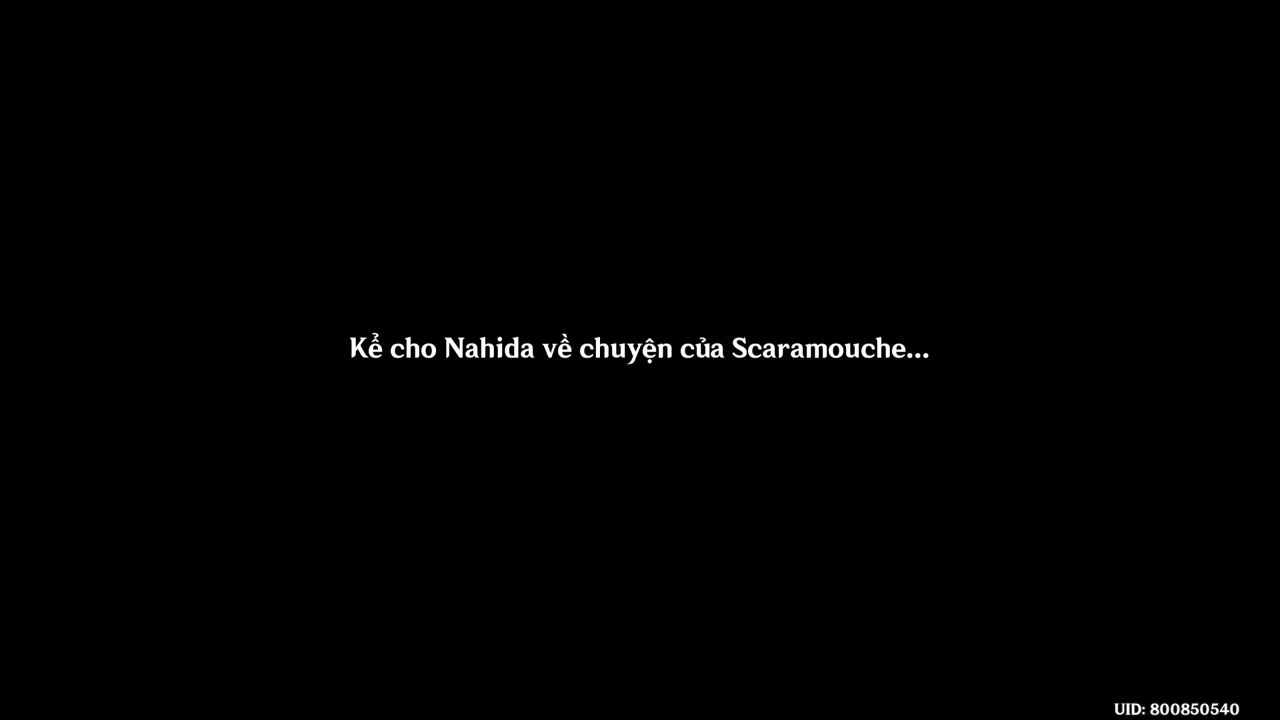 Kể cho Nahida về chuyện của Scaramouche...
UID: 800850540